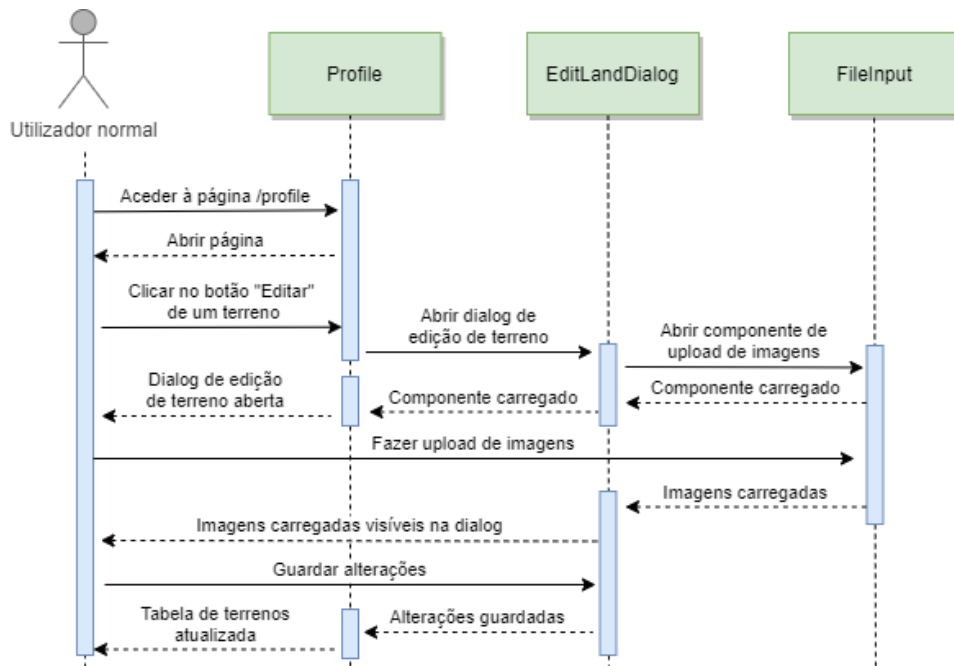 Profile
EditLandDialog
FileInput
Utilizador normal
Aceder à página /profile
Abrir página
Clicar no botão "Editar"
de um terreno
Abrir dialog de
edição de terreno
Abrir componente de
upload de imagens
Dialog de edição
de terreno aberta
Componente carregado
Componente carregado
Fazer upload de imagens
Imagens carregadas
Imagens carregadas visíveis na dialog
Guardar alterações
Tabela de terrenos
atualizada
Alterações guardadas